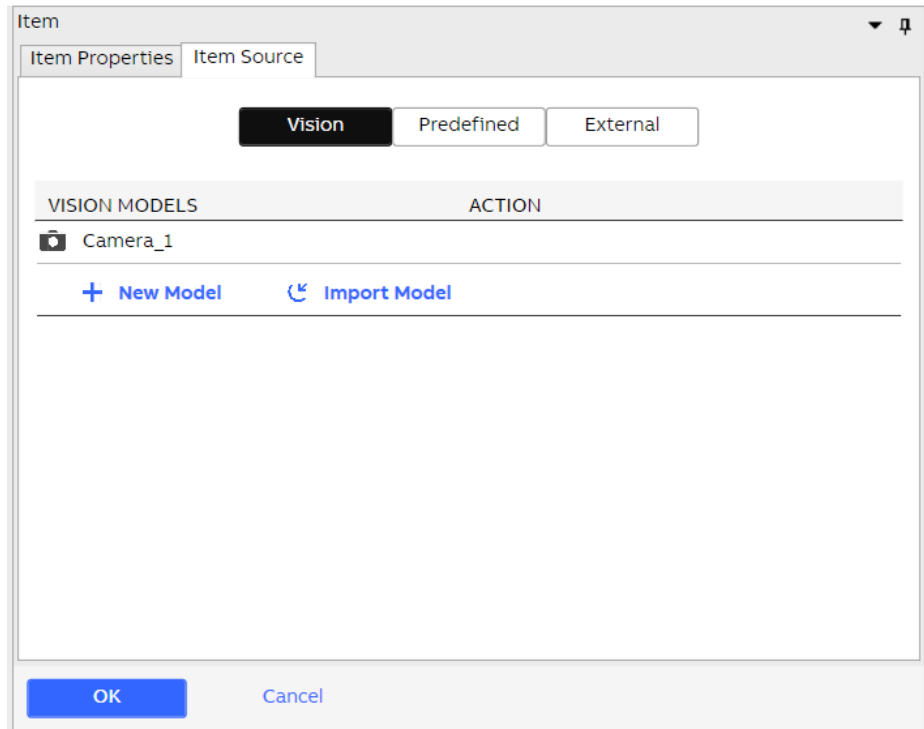 Item
Item Properties Item Source
Vision Predefined External
VISION MODELS ACTION
Camera_1
New Model Import Model
OK Cancel